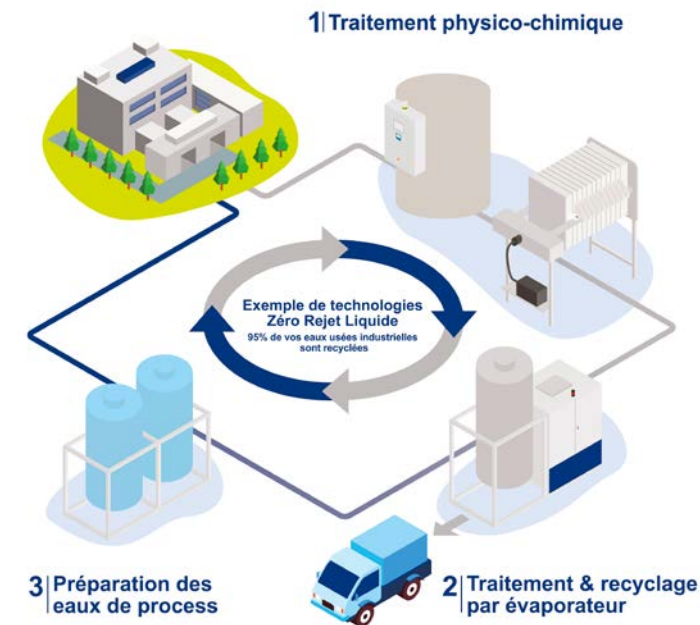 1 Traitement physico-chimique
Exemple de technologies
Zéro Rejet Liquide
95% de vos eaux usées industrielles
sont recyclées
3 Préparation des
eaux de process
2 Traitement & recyclage
par évaporateur